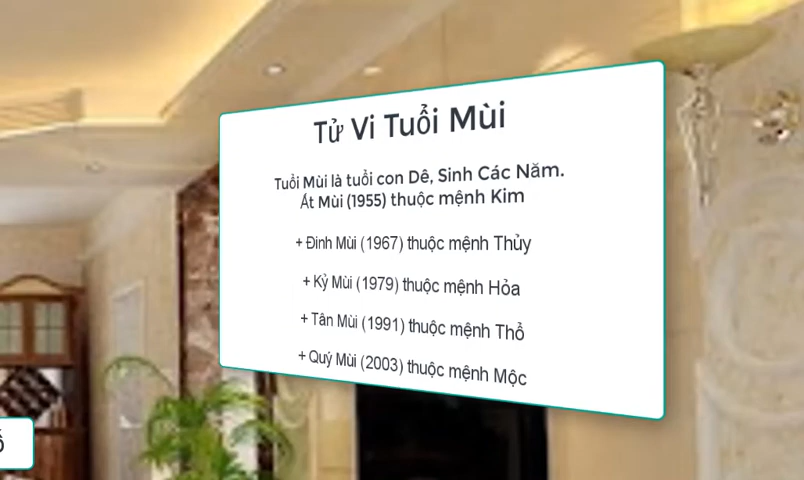 Tử Vi Tuổi Mùi
Tuổi Mùi là tuổi con Dê, Sinh Các Năm.
Ất Mùi (1955) thuộc mệnh Kim
+ Đinh Mùi (1967) thuộc mệnh Thủy
+ Kỷ Mùi (1979) thuộc mệnh Hỏa
+ Tân Mùi (1991) thuộc mệnh Thổ
+ Quý Mùi (2003) thuộc mệnh Mộc